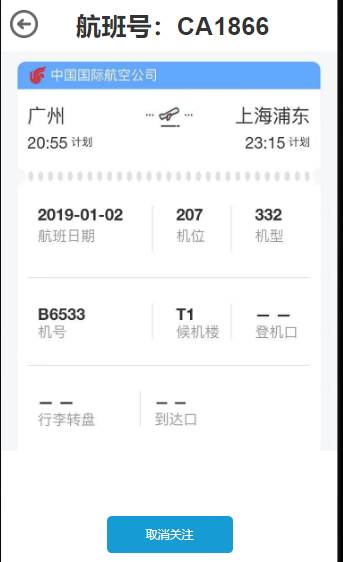 航班号：CA1866
中国国际航空公司
广州 上海浦东
20:55 计划 23:15 计划
2019-01-02 207 332
航班日期 机位 机型
B6533 T1 — —
机号 候机楼 登机口
— — — —
行李转盘 到达口
取消关注